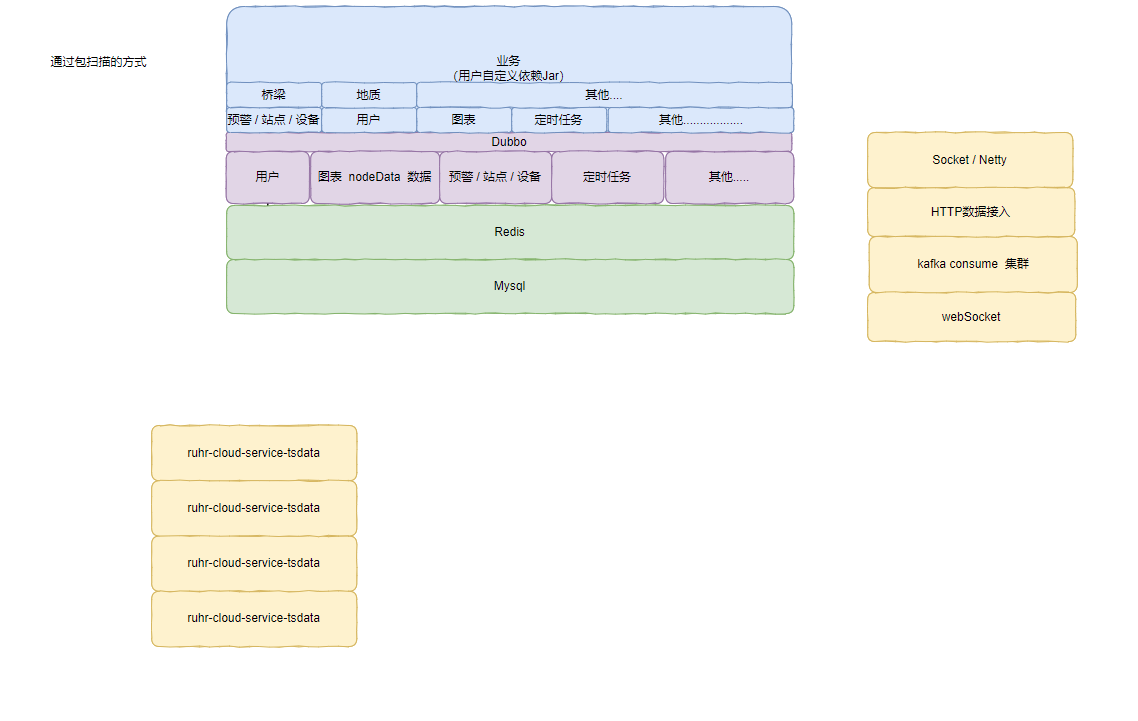 通过包扫描的方式
业务
（用户自定义依赖Jar）
桥梁
地质
其他....
预警 / 站点 / 设备
用户
图表
定时任务
其他..................
Dubbo
用户
图表  nodeData  数据
预警 / 站点 / 设备
定时任务
其他.....
Redis
Mysql
Socket / Netty
HTTP数据接入
kafka consume  集群
webSocket
ruhr-cloud-service-tsdata
ruhr-cloud-service-tsdata
ruhr-cloud-service-tsdata
ruhr-cloud-service-tsdata